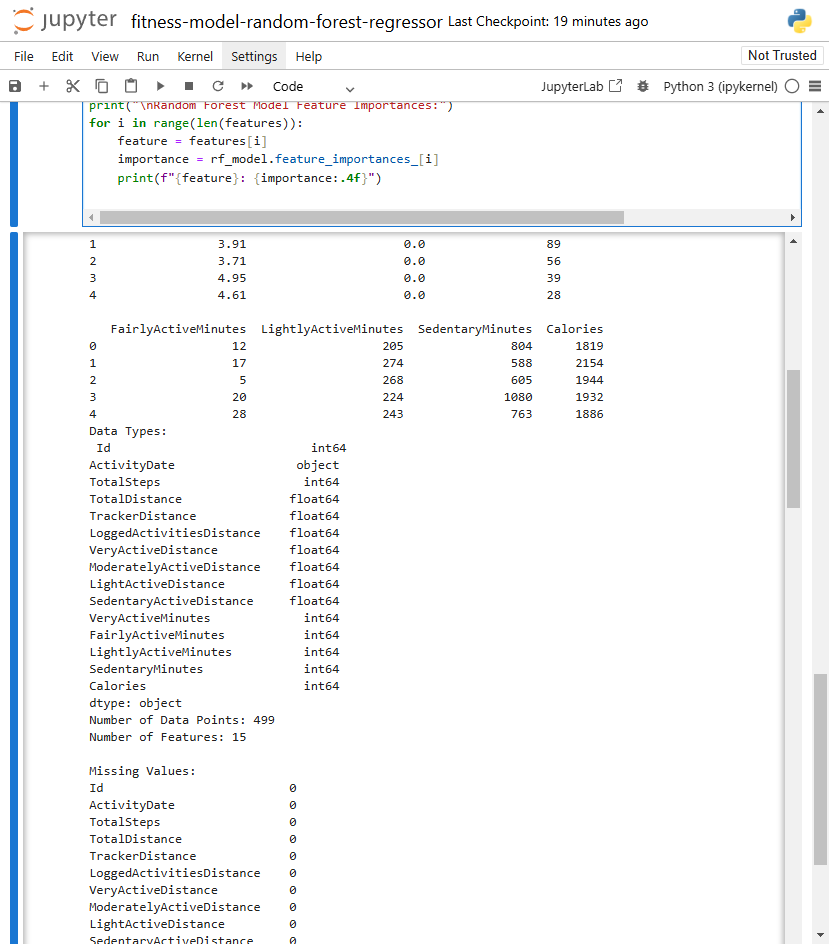 jupyter fitness-model-random-forest-regressor Last Checkpoint: 19 minutes ago
File Edit View Run Kernel Settings Help Not Trusted
Code JupyterLab Python 3 (ipykernel)
print("\nRandom Forest Model Feature Importances:")
for i in range(len(features)):
    feature = features[i]
    importance = rf_model.feature_importances_[i]
    print(f"{feature}: {importance:.4f}")
1 3.91 0.0 89
2 3.71 0.0 56
3 4.95 0.0 39
4 4.61 0.0 28
FairlyActiveMinutes LightlyActiveMinutes SedentaryMinutes Calories
0 12 205 804 1819
1 17 274 588 2154
2 5 268 605 1944
3 20 224 1080 1932
4 28 243 763 1886
Data Types:
Id int64
ActivityDate object
TotalSteps int64
TotalDistance float64
TrackerDistance float64
LoggedActivitiesDistance float64
VeryActiveDistance float64
ModeratelyActiveDistance float64
LightActiveDistance float64
SedentaryActiveDistance float64
VeryActiveMinutes int64
FairlyActiveMinutes int64
LightlyActiveMinutes int64
SedentaryMinutes int64
Calories int64
dtype: object
Number of Data Points: 499
Number of Features: 15
Missing Values:
Id 0
ActivityDate 0
TotalSteps 0
TotalDistance 0
TrackerDistance 0
LoggedActivitiesDistance 0
VeryActiveDistance 0
ModeratelyActiveDistance 0
LightActiveDistance 0
SedentaryActiveDistance 0